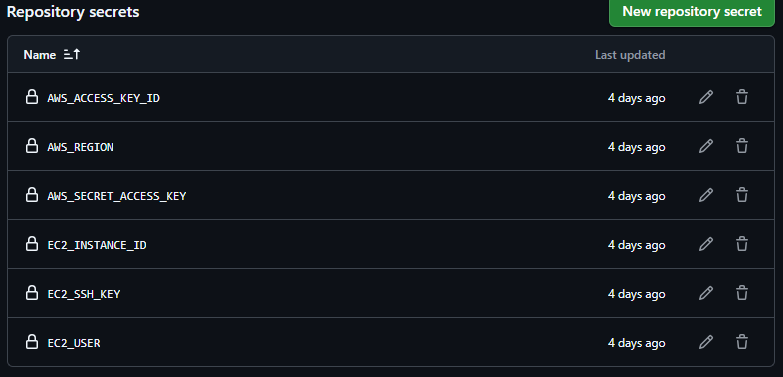 Repository secrets
New repository secret
Name
Last updated
AWS_ACCESS_KEY_ID
4 days ago
AWS_REGION
4 days ago
AWS_SECRET_ACCESS_KEY
4 days ago
EC2_INSTANCE_ID
4 days ago
EC2_SSH_KEY
4 days ago
EC2_USER
4 days ago